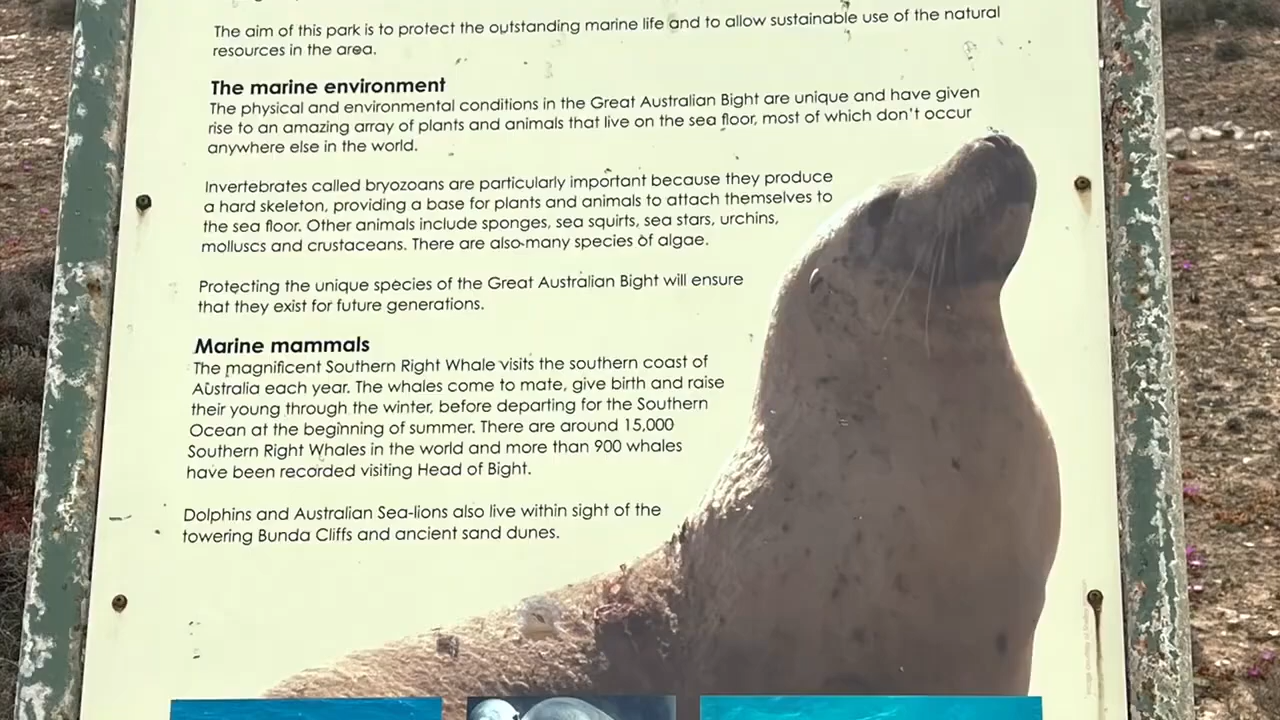 The aim of this park is to protect the outstanding marine life and to allow sustainable use of the natural
resources in the area.
The marine environment
The physical and environmental conditions in the Great Australian Bight are unique and have given
rise to an amazing array of plants and animals that live on the sea floor, most of which don't occur
anywhere else in the world.
Invertebrates called bryozoans are particularly important because they produce
a hard skeleton, providing a base for plants and animals to attach themselves to
the sea floor. Other animals include sponges, sea squirts, sea stars, urchins,
molluscs and crustaceans. There are also many species of algae.
Protecting the unique species of the Great Australian Bight will ensure
that they exist for future generations.
Marine mammals
The magnificent Southern Right Whale visits the southern coast of
Australia each year. The whales come to mate, give birth and raise
their young through the winter, before departing for the Southern
Ocean at the beginning of summer. There are around 15,000
Southern Right Whales in the world and more than 900 whales
have been recorded visiting Head of Bight.
Dolphins and Australian Sea-lions also live within sight of the
towering Bunda Cliffs and ancient sand dunes.